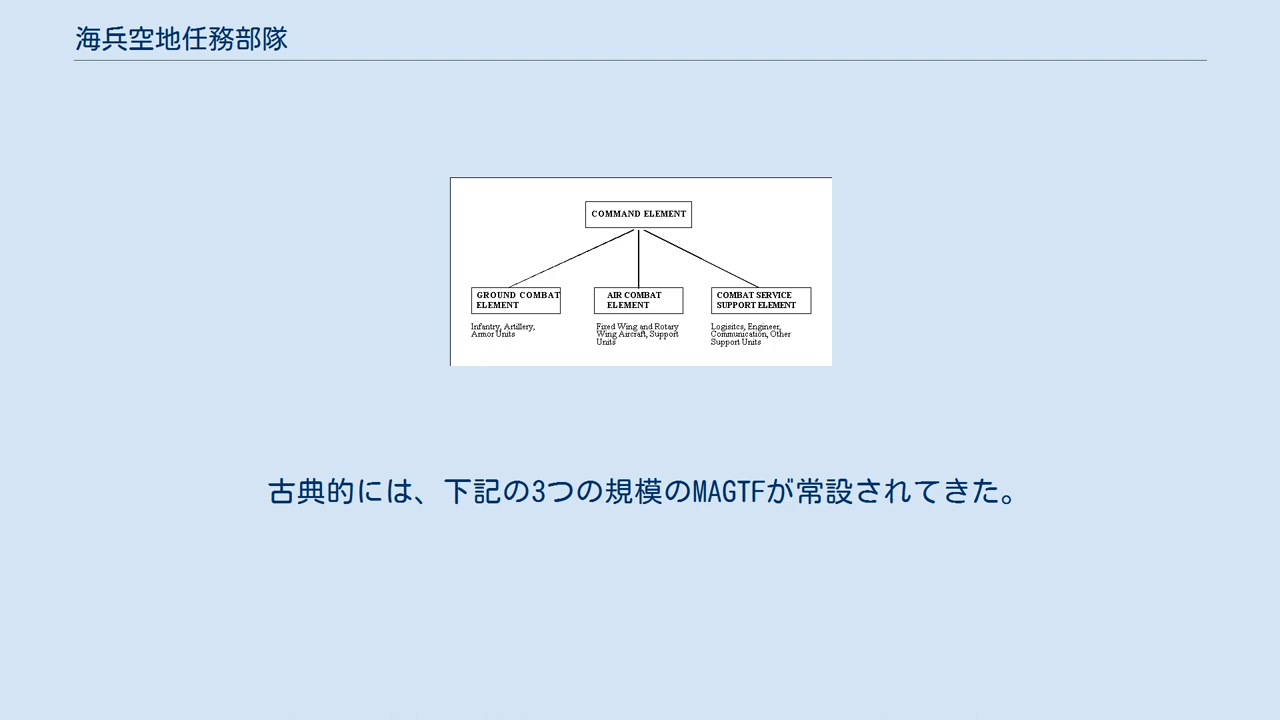 海兵空地任務部隊
COMMAND ELEMENT
GROUND COMBAT
ELEMENT
Infantry, Artillery,
Armor Units
AIR COMBAT
ELEMENT
Fixed Wing and Rotary
Wing Aircraft, Support
Units
COMBAT SERVICE
SUPPORT ELEMENT
Logisitcs, Engineer,
Communication, Other
Support Units
古典的には、下記の3つの規模のMAGTFが常設されてきた。